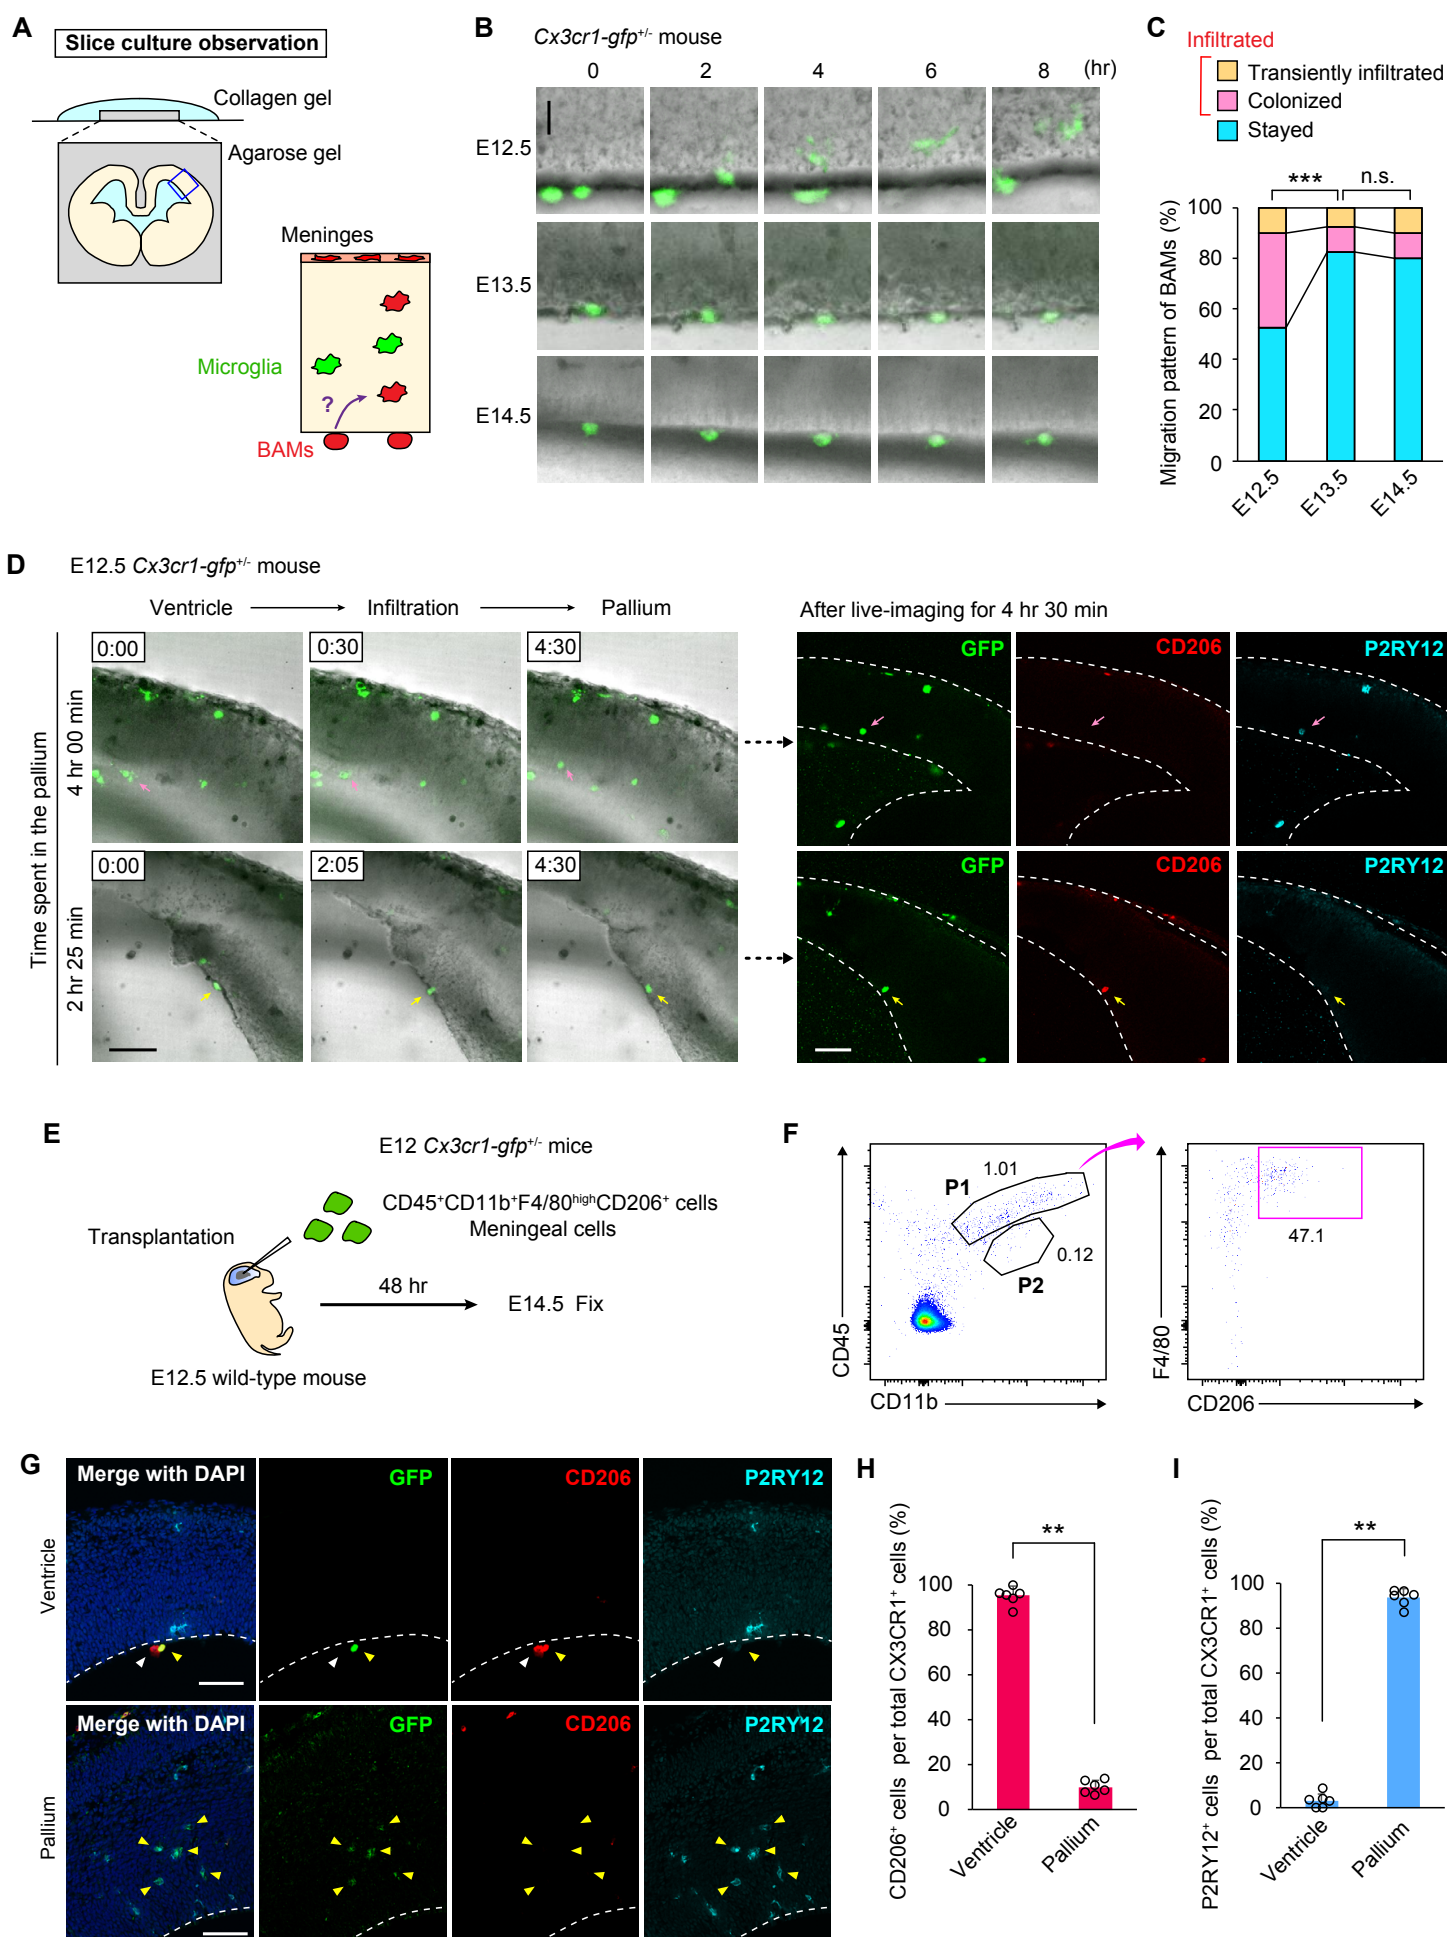 A
Slice culture observation
Collagen gel
Agarose gel
Meninges
Microglia
?
BAMs
B
Cx3cr1-gfp+/- mouse
0 2 4 6 8 (hr)
E12.5
E13.5
E14.5
C
Infiltrated
Transiently infiltrated
Colonized
Stayed
*** n.s.
Migration pattern of BAMs (%)
100
80
60
40
20
0
E12.5 E13.5 E14.5
D
E12.5 Cx3cr1-gfp+/- mouse
Ventricle Infiltration Pallium
After live-imaging for 4 hr 30 min
Time spent in the pallium
4 hr 00 min
0:00 0:30 4:30
GFP CD206 P2RY12
2 hr 25 min
0:00 2:05 4:30
GFP CD206 P2RY12
E
E12 Cx3cr1-gfp+/- mice
CD45+CD11b+F4/80highCD206+ cells
Meningeal cells
Transplantation
48 hr
E14.5 Fix
E12.5 wild-type mouse
F
CD45
CD11b
1.01
P1
0.12
P2
F4/80
CD206
47.1
G
Ventricle
Merge with DAPI GFP CD206 P2RY12
Pallium
Merge with DAPI GFP CD206 P2RY12
H
CD206+ cells per total CX3CR1+ cells (%)
**
100
80
60
40
20
0
Ventricle Pallium
I
P2RY12+ cells per total CX3CR1+ cells (%)
**
100
80
60
40
20
0
Ventricle Pallium